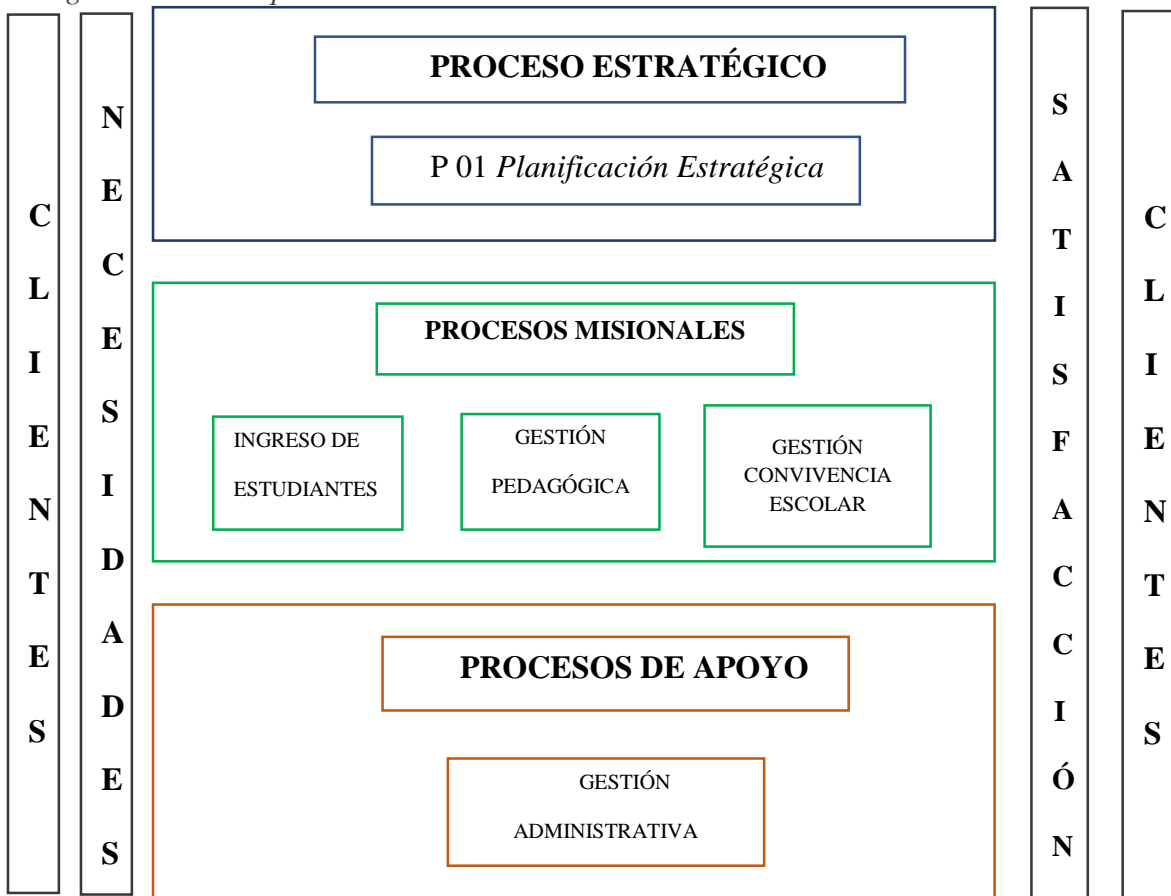 CLIENTES
NECESIDADES
PROCESO ESTRATÉGICO
P 01 Planificación Estratégica
PROCESOS MISIONALES
INGRESO DE
ESTUDIANTES
GESTIÓN
PEDAGÓGICA
GESTIÓN
CONVIVENCIA
ESCOLAR
PROCESOS DE APOYO
GESTIÓN
ADMINISTRATIVA
SATISFACCIÓN
CLIENTES